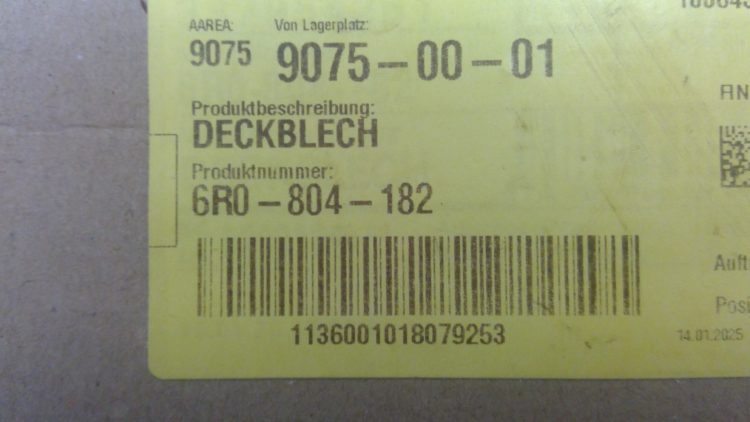 AAREA: Von Lagerplatz:
9075 9075-00-01
Produktbeschreibung:
DECKBLECH
Produktnummer:
6R0-804-182
1136001018079253
14.01.2025